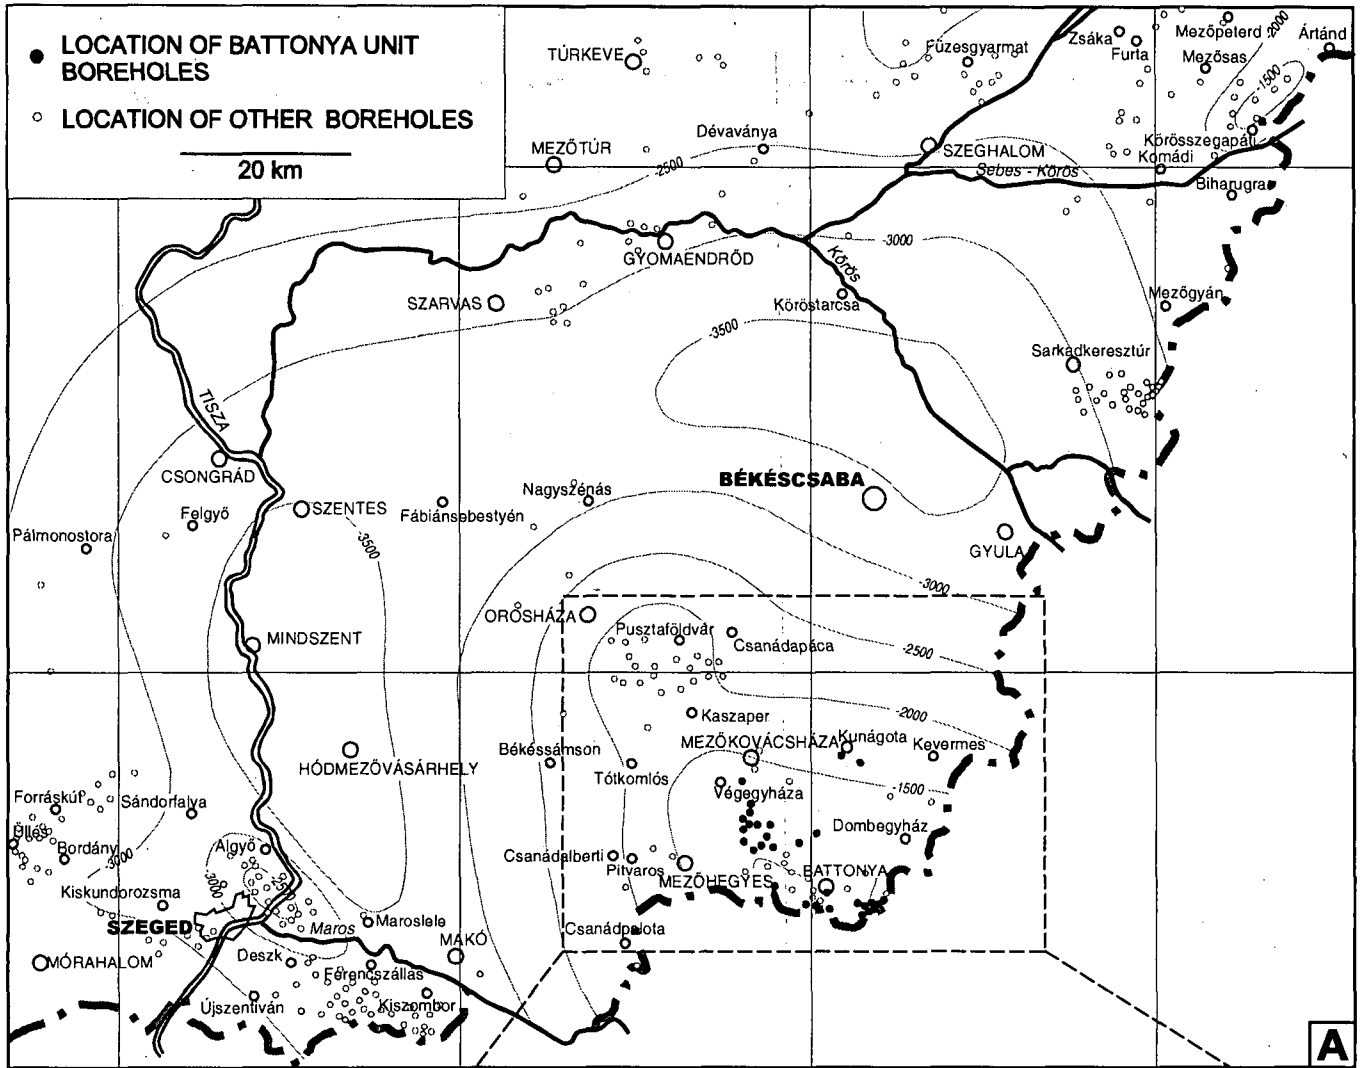 LOCATION OF BATTONYA UNIT
BOREHOLES
LOCATION OF OTHER BOREHOLES
20 km
TÚRKEVE
Füzesgyarmat
Zsáka
Furta
Mezőpeterd
-2000
Ártánd
Mezősas
-1500
MEZŐTÚR
Dévaványa
SZEGHALOM
Körösszegapáti
Komádi
-2500
Sebes - Körös
Biharugra
-3000
GYOMAENDRŐD
Körös
SZARVAS
Köröstarcsa
Mezőgyán
-3500
Sarkadkeresztúr
TISZA
CSONGRÁD
BÉKÉSCSABA
Nagyszénás
SZENTES
Fábiánsebestyén
Felgyő
Pálmonostora
-3500
GYULA
-3000
OROSHÁZA
Pusztaföldvár
Csanádapáca
MINDSZENT
-2500
Kaszaper
-2000
MEZŐKOVÁCSHÁZA
Kunágota
Kevermes
Békéssámson
HÓDMEZŐVÁSÁRHELY
Tótkomlós
Végegyháza
-1500
Forráskút
Sándorfalva
Dombegyház
Üllés
Bordány
Algyő
-3000
Csanádalberti
Pitvaros
MEZŐHEGYES
BATTONYA
-3000
Kiskundorozsma
SZEGED
Maros
Maroslele
MAKÓ
Csanádpalota
MÓRAHALOM
Deszk
Ferencszállás
Újszentiván
Kiszombor
A